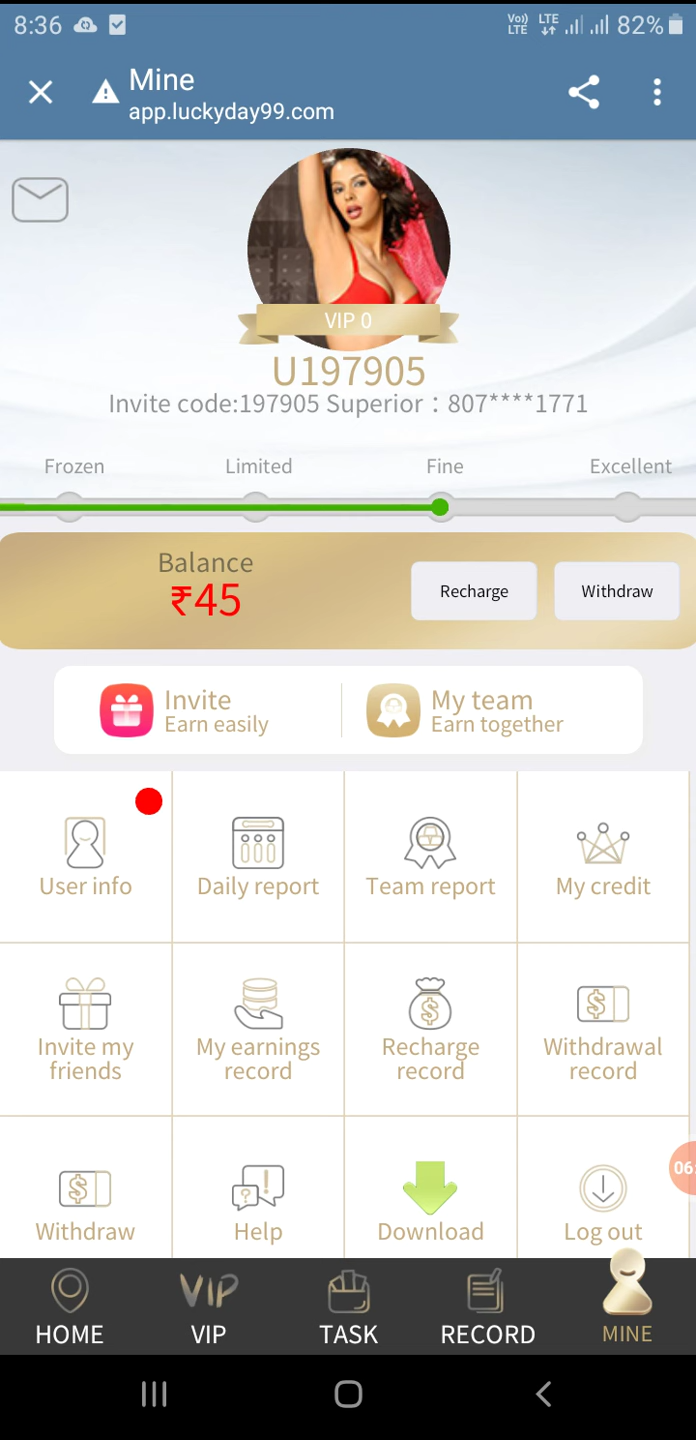 8:36
Vo)) LTE LTE 82%
Mine
app.luckyday99.com
VIP 0
U197905
Invite code:197905 Superior：807****1771
Frozen Limited Fine Excellent
Balance
₹45
Recharge Withdraw
Invite
Earn easily
My team
Earn together
User info Daily report Team report My credit
Invite my
friends
My earnings
record
Recharge
record
Withdrawal
record
06:
Withdraw Help Download Log out
VIP
HOME VIP TASK RECORD MINE